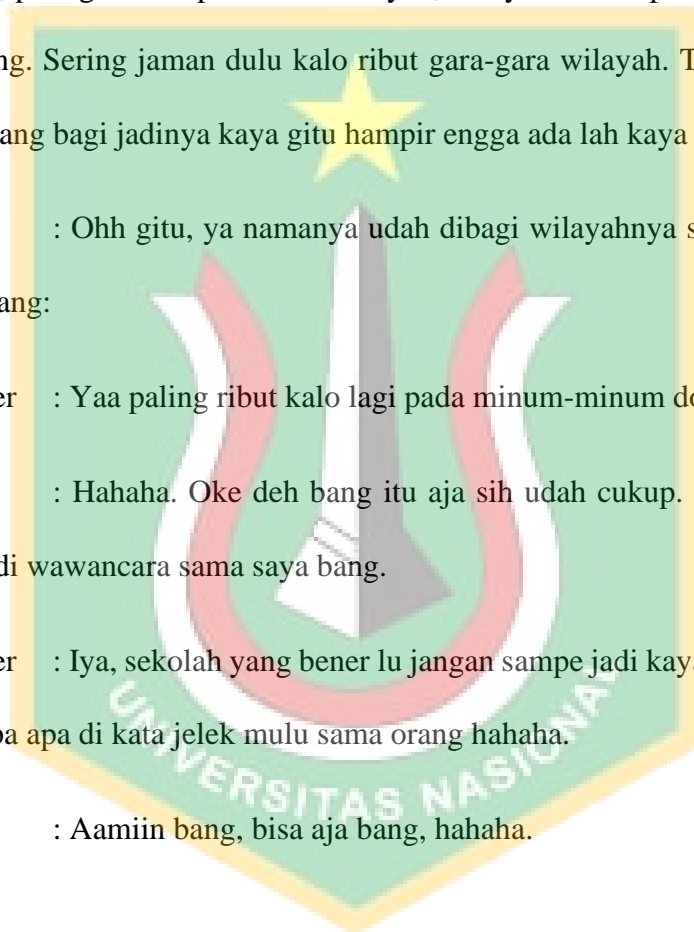 ng. Sering jaman dulu kalo ribut gara-gara wilayah. T
ang bagi jadinya kaya gitu hampir engga ada lah kaya
: Ohh gitu, ya namanya udah dibagi wilayahnya s
ang:
er : Yaa paling ribut kalo lagi pada minum-minum do
: Hahaha. Oke deh bang itu aja sih udah cukup.
di wawancara sama saya bang.
er : Iya, sekolah yang bener lu jangan sampe jadi kaya
pa apa di kata jelek mulu sama orang hahaha.
UNIVERSITAS NASIONAL
: Aamiin bang, bisa aja bang, hahaha.